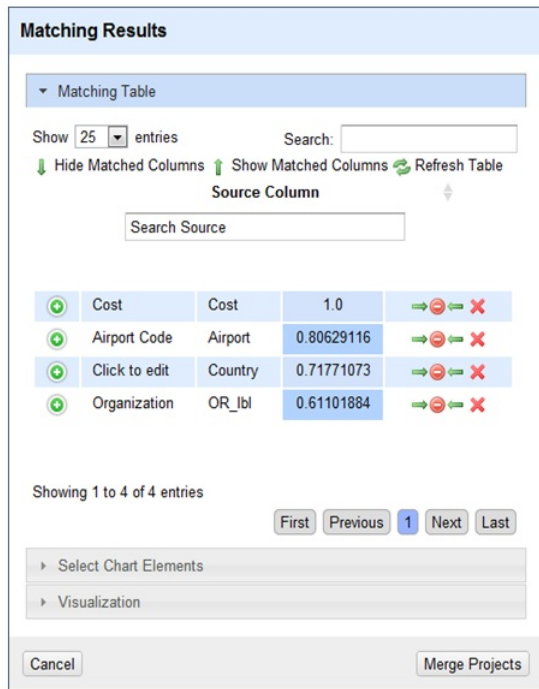 Matching Results
Matching Table
Show 25 entries Search:
Hide Matched Columns Show Matched Columns Refresh Table
Source Column
Search Source
Cost Cost 1.0
Airport Code Airport 0.80629116
Click to edit Country 0.71771073
Organization OR_lbl 0.61101884
Showing 1 to 4 of 4 entries
First Previous 1 Next Last
Select Chart Elements
Visualization
Cancel Merge Projects